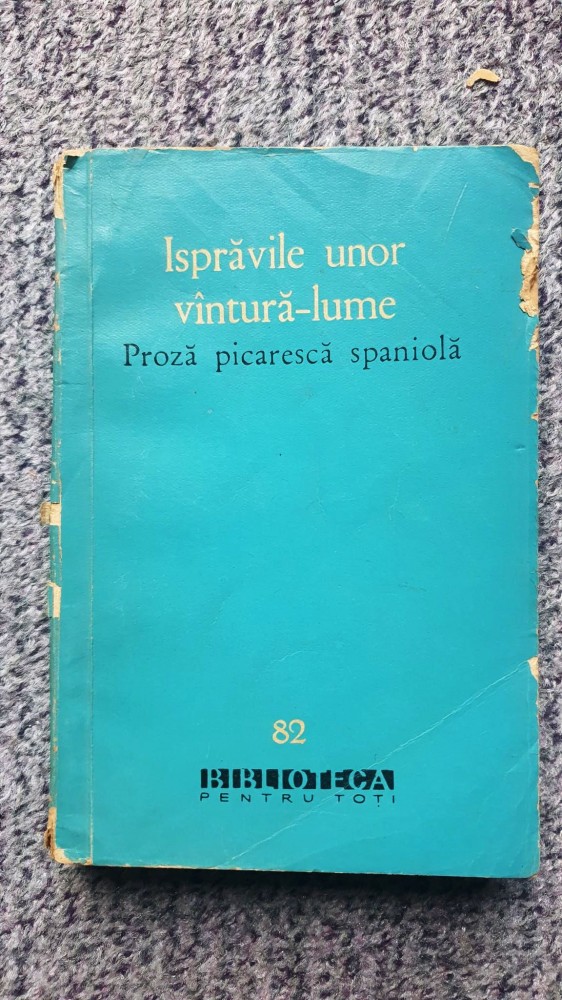 Isprăvile unor
vîntură-lume
Proză picarescă spaniolă
82
BIBLIOTECA
PENTRU TOȚI